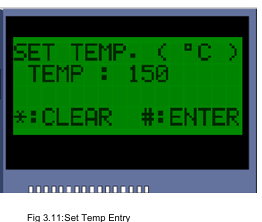 SET TEMP. ( °C )
TEMP : 150
*:CLEAR #:ENTER
Fig 3.11:Set Temp Entry